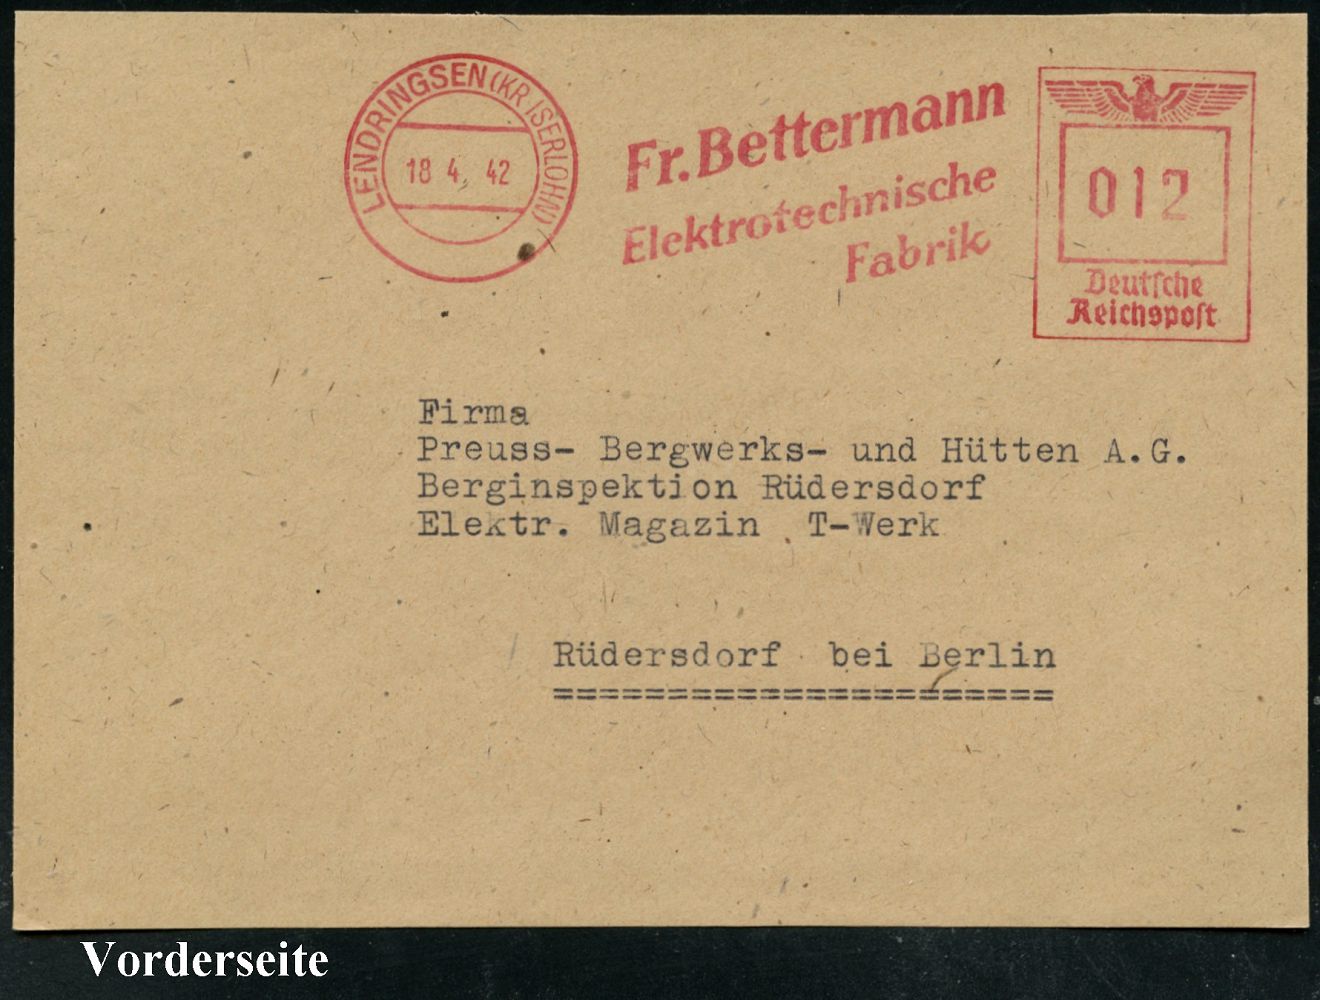 LENDRINGSEN (KR ISERLOHN)
18 4. 42
Fr. Bettermann
Elektrotechnische
Fabrik
012
Deutsche
Reichspost
Firma
Preuss- Bergwerks- und Hütten A.G.
Berginspektion Rüdersdorf
Elektr. Magazin T-Werk
Rüdersdorf bei Berlin
======================
Vorderseite